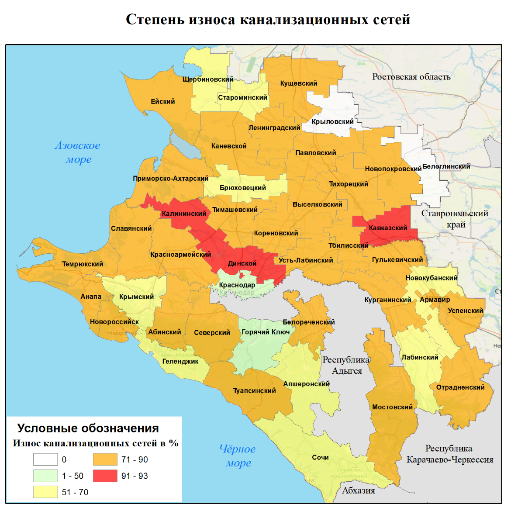 Степень износа канализационных сетей
Ростовская область
Щербиновский
Староминский
Кущевский
Ейский
Крыловский
Ленинградский
Азовское
море
Каневской
Павловский
Новопокровский
Белоглинский
Приморско-Ахтарский
Брюховецкий
Тихорецкий
Калининский
Тимашевский
Выселковский
Ставропольский
край
Славянский
Кореновский
Кавказский
Тбилисский
Красноармейский
Динской
Усть-Лабинский
Гулькевичский
Темрюкский
Краснодар
Новокубанский
Анапа
Крымский
Курганинский
Армавир
Успенский
Новороссийск
Абинский
Северский
Горячий Ключ
Белореченский
Геленджик
Республика
Адыгея
Лабинский
Апшеронский
Туапсинский
Отрадненский
Мостовский
Условные обозначения
Износ канализационных сетей в %
0
71 - 90
1 - 50
91 - 93
51 - 70
Чёрное
море
Сочи
Республика
Карачаево-Черкессия
Абхазия